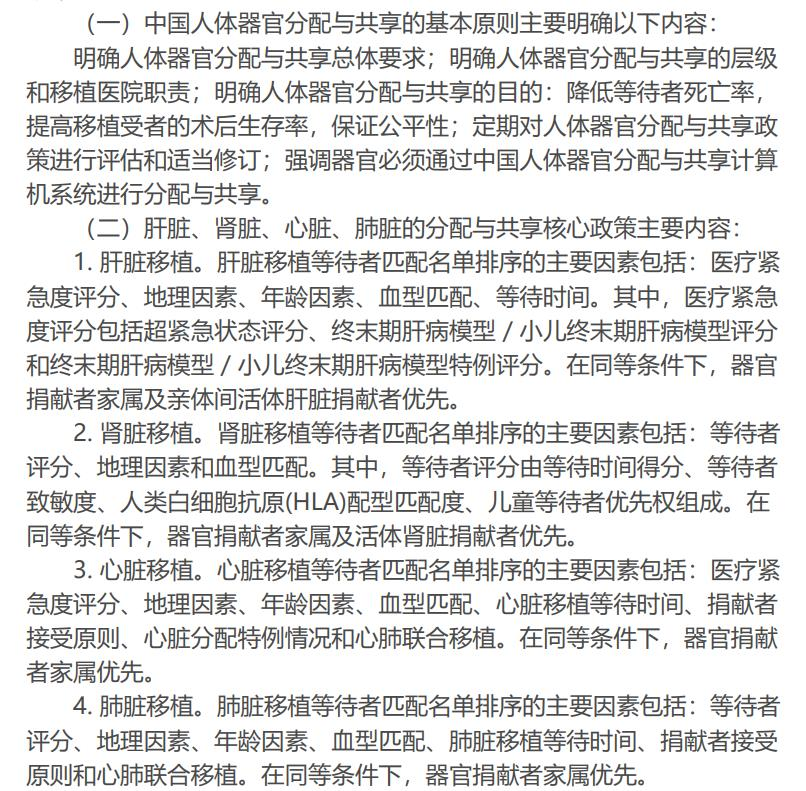 （一）中国人体器官分配与共享的基本原则主要明确以下内容：
明确人体器官分配与共享总体要求；明确人体器官分配与共享的层级
和移植医院职责；明确人体器官分配与共享的目的：降低等待者死亡率，
提高移植受者的术后生存率，保证公平性；定期对人体器官分配与共享政
策进行评估和适当修订；强调器官必须通过中国人体器官分配与共享计算
机系统进行分配与共享。
（二）肝脏、肾脏、心脏、肺脏的分配与共享核心政策主要内容：
1. 肝脏移植。肝脏移植等待者匹配名单排序的主要因素包括：医疗紧
急度评分、地理因素、年龄因素、血型匹配、等待时间。其中，医疗紧急
度评分包括超紧急状态评分、终末期肝病模型 / 小儿终末期肝病模型评分
和终末期肝病模型 / 小儿终末期肝病模型特例评分。在同等条件下，器官
捐献者家属及亲体间活体肝脏捐献者优先。
2. 肾脏移植。肾脏移植等待者匹配名单排序的主要因素包括：等待者
评分、地理因素和血型匹配。其中，等待者评分由等待时间得分、等待者
致敏度、人类白细胞抗原(HLA)配型匹配度、儿童等待者优先权组成。在
同等条件下，器官捐献者家属及活体肾脏捐献者优先。
3. 心脏移植。心脏移植等待者匹配名单排序的主要因素包括：医疗紧
急度评分、地理因素、年龄因素、血型匹配、心脏移植等待时间、捐献者
接受原则、心脏分配特例情况和心肺联合移植。在同等条件下，器官捐献
者家属优先。
4. 肺脏移植。肺脏移植等待者匹配名单排序的主要因素包括：等待者
评分、地理因素、年龄因素、血型匹配、肺脏移植等待时间、捐献者接受
原则和心肺联合移植。在同等条件下，器官捐献者家属优先。